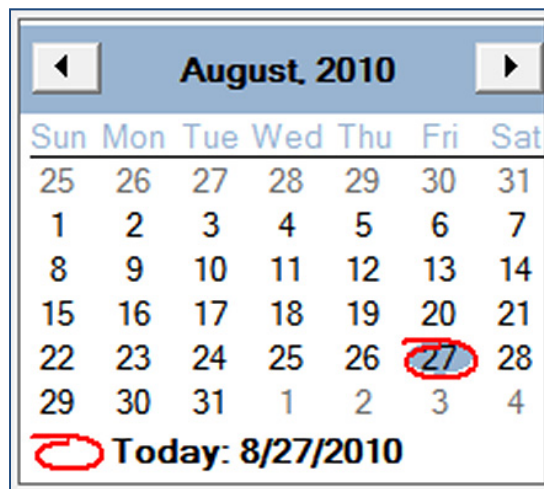 August, 2010
Sun Mon Tue Wed Thu Fri Sat
25 26 27 28 29 30 31
1 2 3 4 5 6 7
8 9 10 11 12 13 14
15 16 17 18 19 20 21
22 23 24 25 26 27 28
29 30 31 1 2 3 4
Today: 8/27/2010